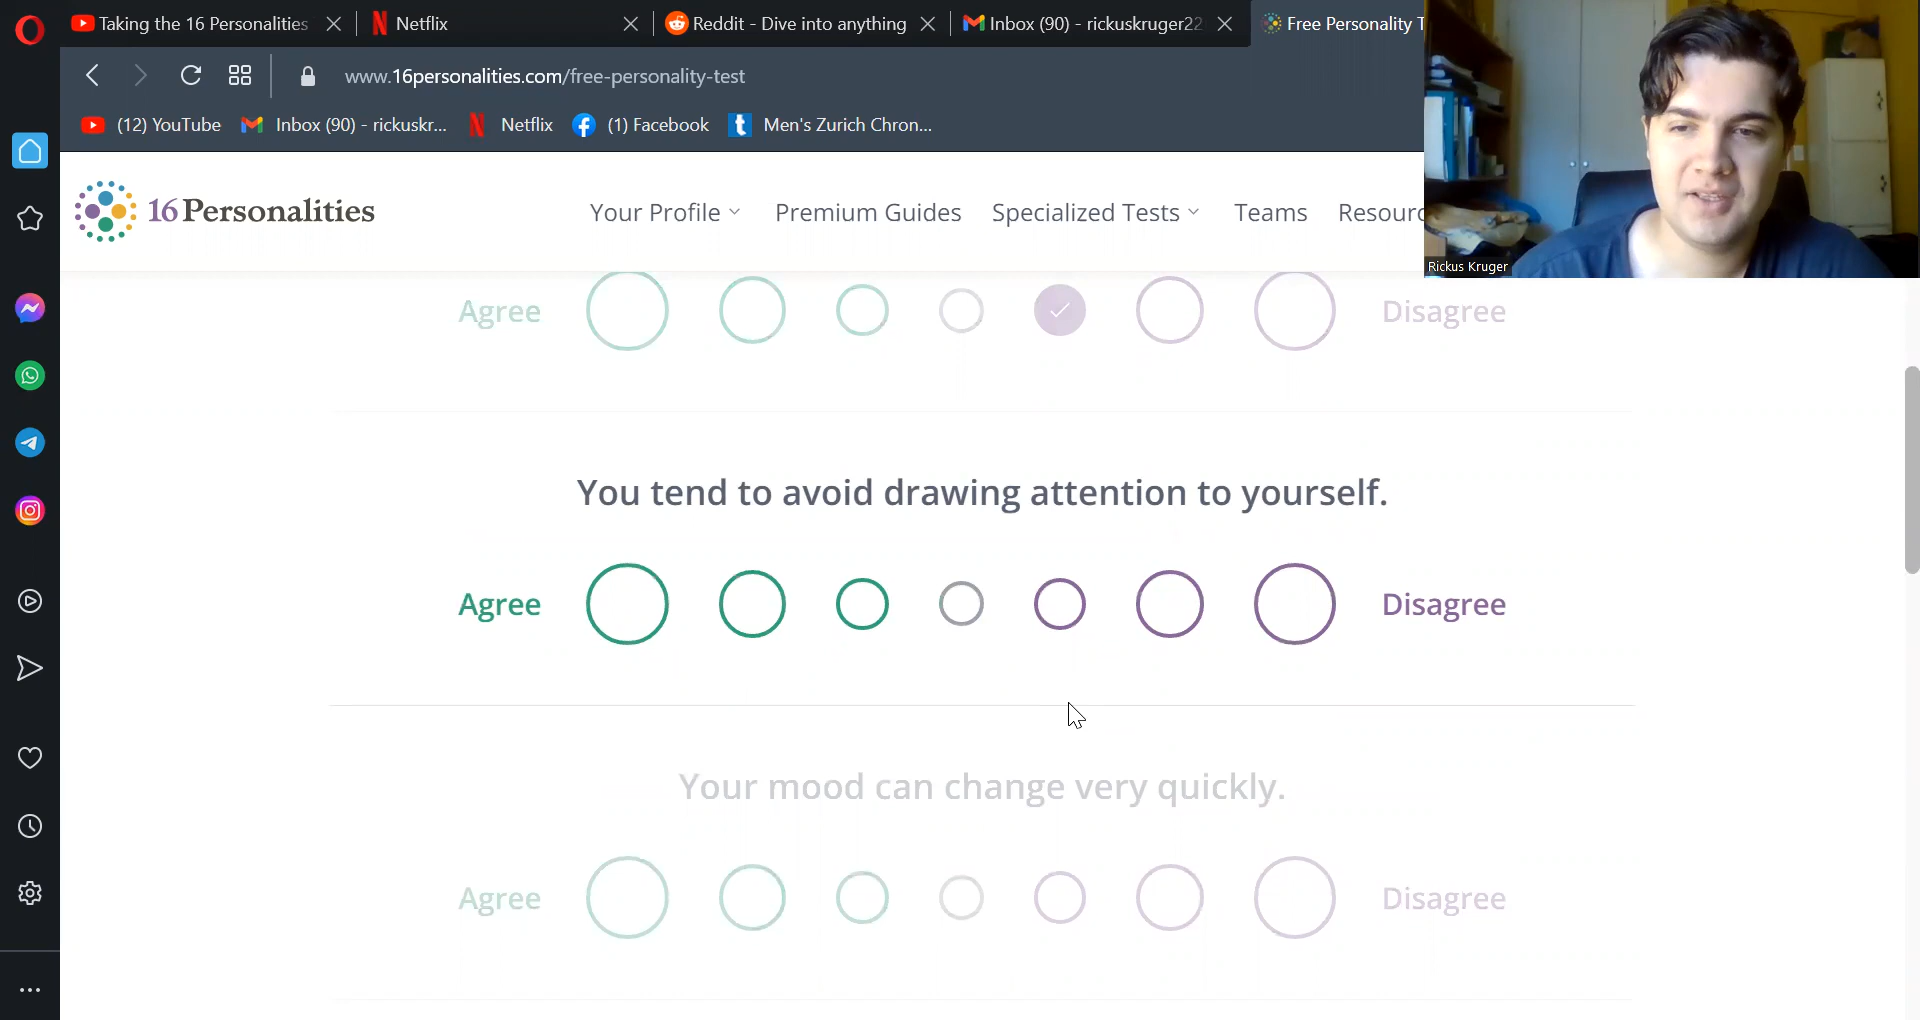 Taking the 16 Personalities
Netflix
Reddit - Dive into anything
Inbox (90) - rickuskruger22
Free Personality T
www.16personalities.com/free-personality-test
(12) YouTube
Inbox (90) - rickuskr...
Netflix
(1) Facebook
t
Men's Zurich Chron...
16Personalities
Your Profile
Premium Guides
Specialized Tests
Teams
Resourc
Rickus Kruger
Agree
Disagree
You tend to avoid drawing attention to yourself.
Agree
Disagree
Your mood can change very quickly.
Agree
Disagree